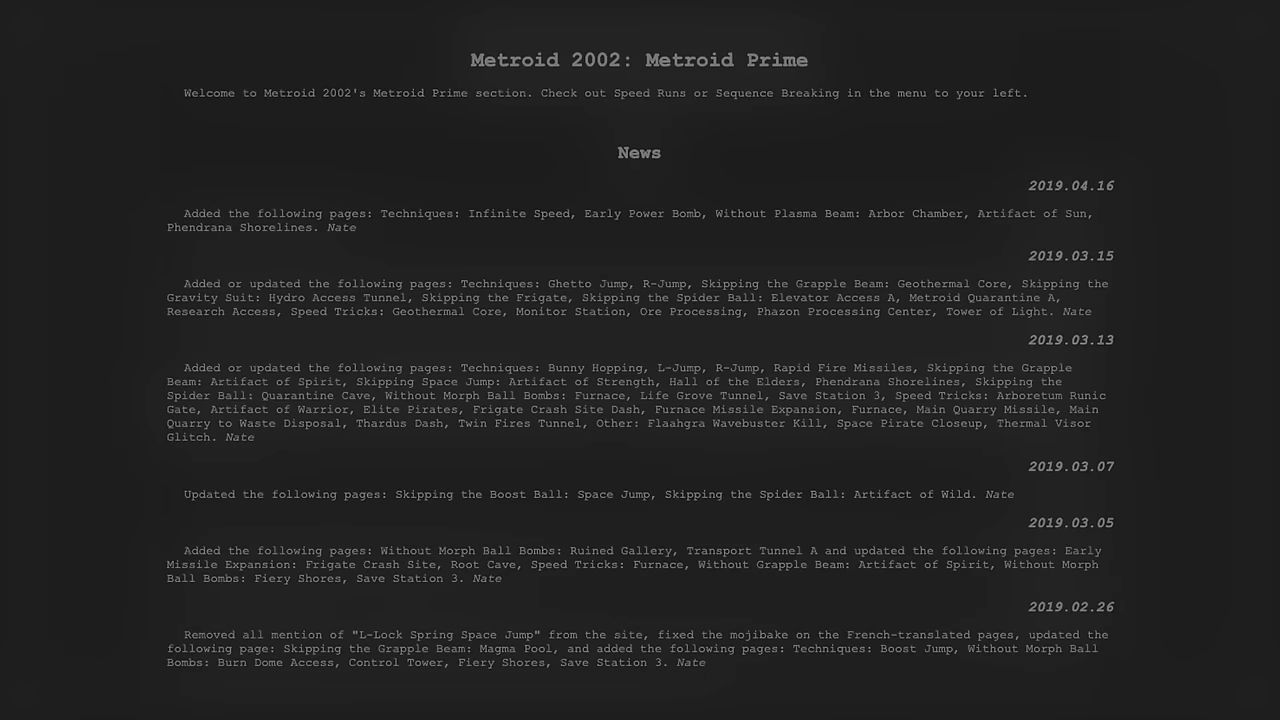 Metroid 2002: Metroid Prime
Welcome to Metroid 2002's Metroid Prime section. Check out Speed Runs or Sequence Breaking in the menu to your left.
News
2019.04.16
Added the following pages: Techniques: Infinite Speed, Early Power Bomb, Without Plasma Beam: Arbor Chamber, Artifact of Sun,
Phendrana Shorelines. Nate
2019.03.15
Added or updated the following pages: Techniques: Ghetto Jump, R-Jump, Skipping the Grapple Beam: Geothermal Core, Skipping the
Gravity Suit: Hydro Access Tunnel, Skipping the Frigate, Skipping the Spider Ball: Elevator Access A, Metroid Quarantine A,
Research Access, Speed Tricks: Geothermal Core, Monitor Station, Ore Processing, Phazon Processing Center, Tower of Light. Nate
2019.03.13
Added or updated the following pages: Techniques: Bunny Hopping, L-Jump, R-Jump, Rapid Fire Missiles, Skipping the Grapple
Beam: Artifact of Spirit, Skipping Space Jump: Artifact of Strength, Hall of the Elders, Phendrana Shorelines, Skipping the
Spider Ball: Quarantine Cave, Without Morph Ball Bombs: Furnace, Life Grove Tunnel, Save Station 3, Speed Tricks: Arboretum Runic
Gate, Artifact of Warrior, Elite Pirates, Frigate Crash Site Dash, Furnace Missile Expansion, Furnace, Main Quarry Missile, Main
Quarry to Waste Disposal, Thardus Dash, Twin Fires Tunnel, Other: Flaahgra Wavebuster Kill, Space Pirate Closeup, Thermal Visor
Glitch. Nate
2019.03.07
Updated the following pages: Skipping the Boost Ball: Space Jump, Skipping the Spider Ball: Artifact of Wild. Nate
2019.03.05
Added the following pages: Without Morph Ball Bombs: Ruined Gallery, Transport Tunnel A and updated the following pages: Early
Missile Expansion: Frigate Crash Site, Root Cave, Speed Tricks: Furnace, Without Grapple Beam: Artifact of Spirit, Without Morph
Ball Bombs: Fiery Shores, Save Station 3. Nate
2019.02.26
Removed all mention of "L-Lock Spring Space Jump" from the site, fixed the mojibake on the French-translated pages, updated the
following page: Skipping the Grapple Beam: Magma Pool, and added the following pages: Techniques: Boost Jump, Without Morph Ball
Bombs: Burn Dome Access, Control Tower, Fiery Shores, Save Station 3. Nate